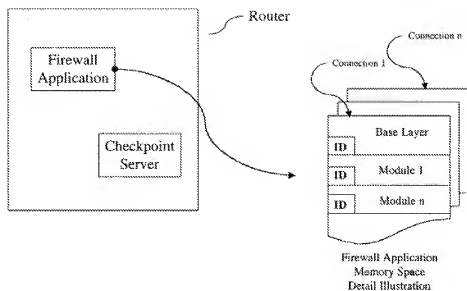 Router
Firewall
Application
Checkpoint
Server
Connection n
Connection 1
Base Layer
ID
Module 1
ID
Module n
ID
Firewall Application
Memory Space
Detail Illustration